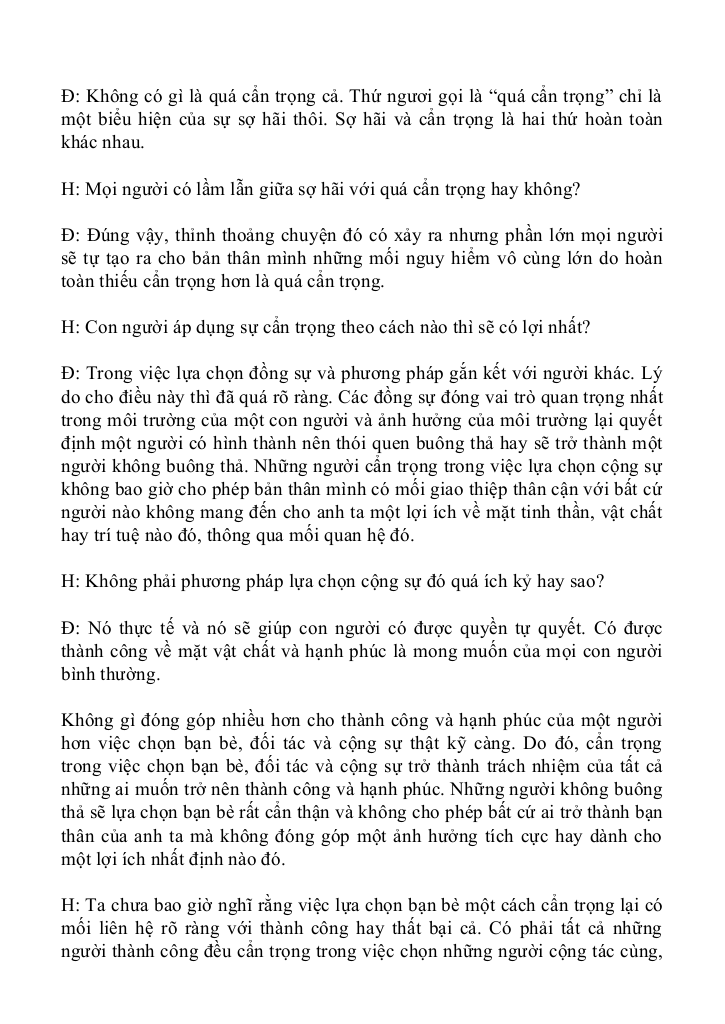 Đ: Không có gì là quá cẩn trọng cả. Thứ ngươi gọi là “quá cẩn trọng” chỉ là
một biểu hiện của sự sợ hãi thôi. Sợ hãi và cẩn trọng là hai thứ hoàn toàn
khác nhau.
H: Mọi người có lầm lẫn giữa sợ hãi với quá cẩn trọng hay không?
Đ: Đúng vậy, thỉnh thoảng chuyện đó có xảy ra nhưng phần lớn mọi người
sẽ tự tạo ra cho bản thân mình những mối nguy hiểm vô cùng lớn do hoàn
toàn thiếu cẩn trọng hơn là quá cẩn trọng.
H: Con người áp dụng sự cẩn trọng theo cách nào thì sẽ có lợi nhất?
Đ: Trong việc lựa chọn đồng sự và phương pháp gắn kết với người khác. Lý
do cho điều này thì đã quá rõ ràng. Các đồng sự đóng vai trò quan trọng nhất
trong môi trường của một con người và ảnh hưởng của môi trường lại quyết
định một người có hình thành nên thói quen buông thả hay sẽ trở thành một
người không buông thả. Những người cẩn trọng trong việc lựa chọn cộng sự
không bao giờ cho phép bản thân mình có mối giao thiệp thân cận với bất cứ
người nào không mang đến cho anh ta một lợi ích về mặt tinh thần, vật chất
hay trí tuệ nào đó, thông qua mối quan hệ đó.
H: Không phải phương pháp lựa chọn cộng sự đó quá ích kỷ hay sao?
Đ: Nó thực tế và nó sẽ giúp con người có được quyền tự quyết. Có được
thành công về mặt vật chất và hạnh phúc là mong muốn của mọi con người
bình thường.
Không gì đóng góp nhiều hơn cho thành công và hạnh phúc của một người
hơn việc chọn bạn bè, đối tác và cộng sự thật kỹ càng. Do đó, cẩn trọng
trong việc chọn bạn bè, đối tác và cộng sự trở thành trách nhiệm của tất cả
những ai muốn trở nên thành công và hạnh phúc. Những người không buông
thả sẽ lựa chọn bạn bè rất cẩn thận và không cho phép bất cứ ai trở thành bạn
thân của anh ta mà không đóng góp một ảnh hưởng tích cực hay dành cho
một lợi ích nhất định nào đó.
H: Ta chưa bao giờ nghĩ rằng việc lựa chọn bạn bè một cách cẩn trọng lại có
mối liên hệ rõ ràng với thành công hay thất bại cả. Có phải tất cả những
người thành công đều cẩn trọng trong việc chọn những người cộng tác cùng,